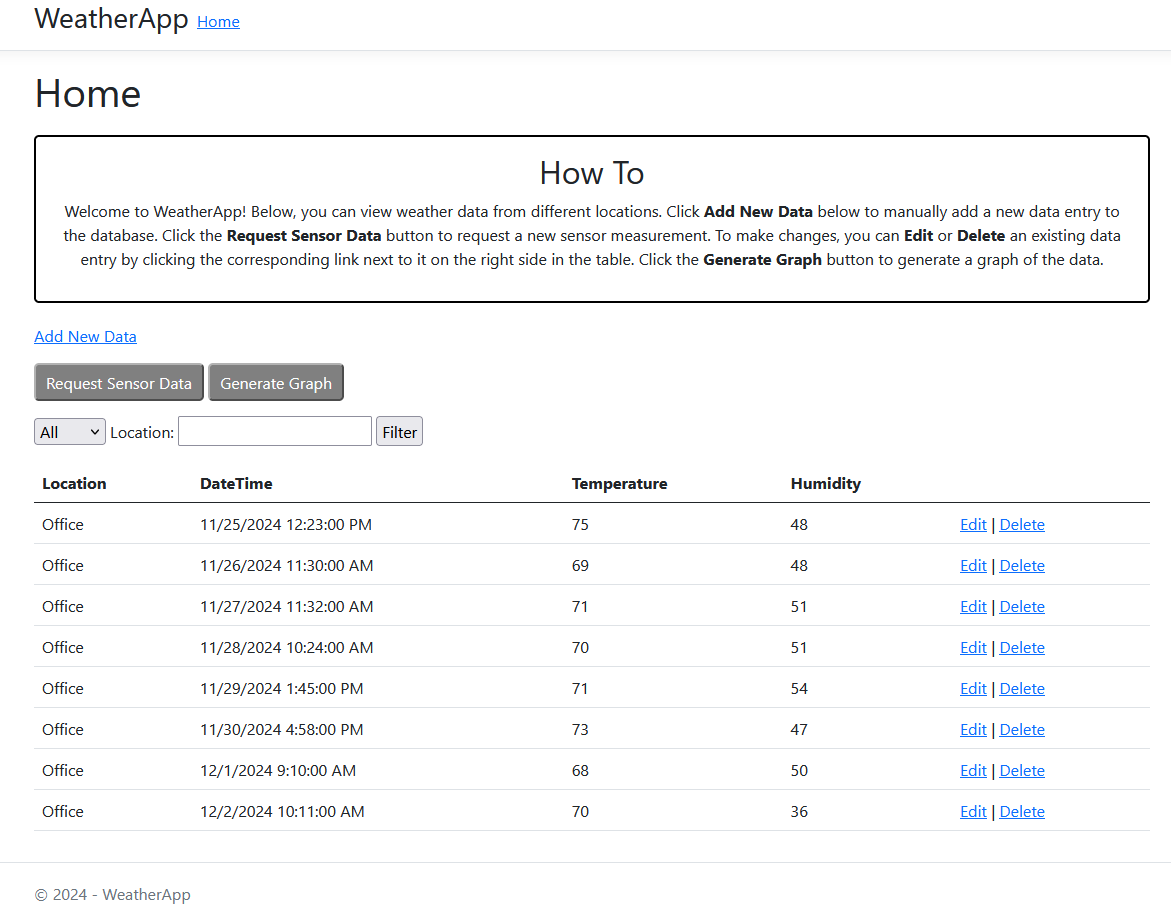 WeatherApp Home
Home
How To
Welcome to WeatherApp! Below, you can view weather data from different locations. Click Add New Data below to manually add a new data entry to
the database. Click the Request Sensor Data button to request a new sensor measurement. To make changes, you can Edit or Delete an existing data
entry by clicking the corresponding link next to it on the right side in the table. Click the Generate Graph button to generate a graph of the data.
Add New Data
Request Sensor Data Generate Graph
All Location: Filter
Location DateTime Temperature Humidity
Office 11/25/2024 12:23:00 PM 75 48 Edit | Delete
Office 11/26/2024 11:30:00 AM 69 48 Edit | Delete
Office 11/27/2024 11:32:00 AM 71 51 Edit | Delete
Office 11/28/2024 10:24:00 AM 70 51 Edit | Delete
Office 11/29/2024 1:45:00 PM 71 54 Edit | Delete
Office 11/30/2024 4:58:00 PM 73 47 Edit | Delete
Office 12/1/2024 9:10:00 AM 68 50 Edit | Delete
Office 12/2/2024 10:11:00 AM 70 36 Edit | Delete
© 2024 - WeatherApp